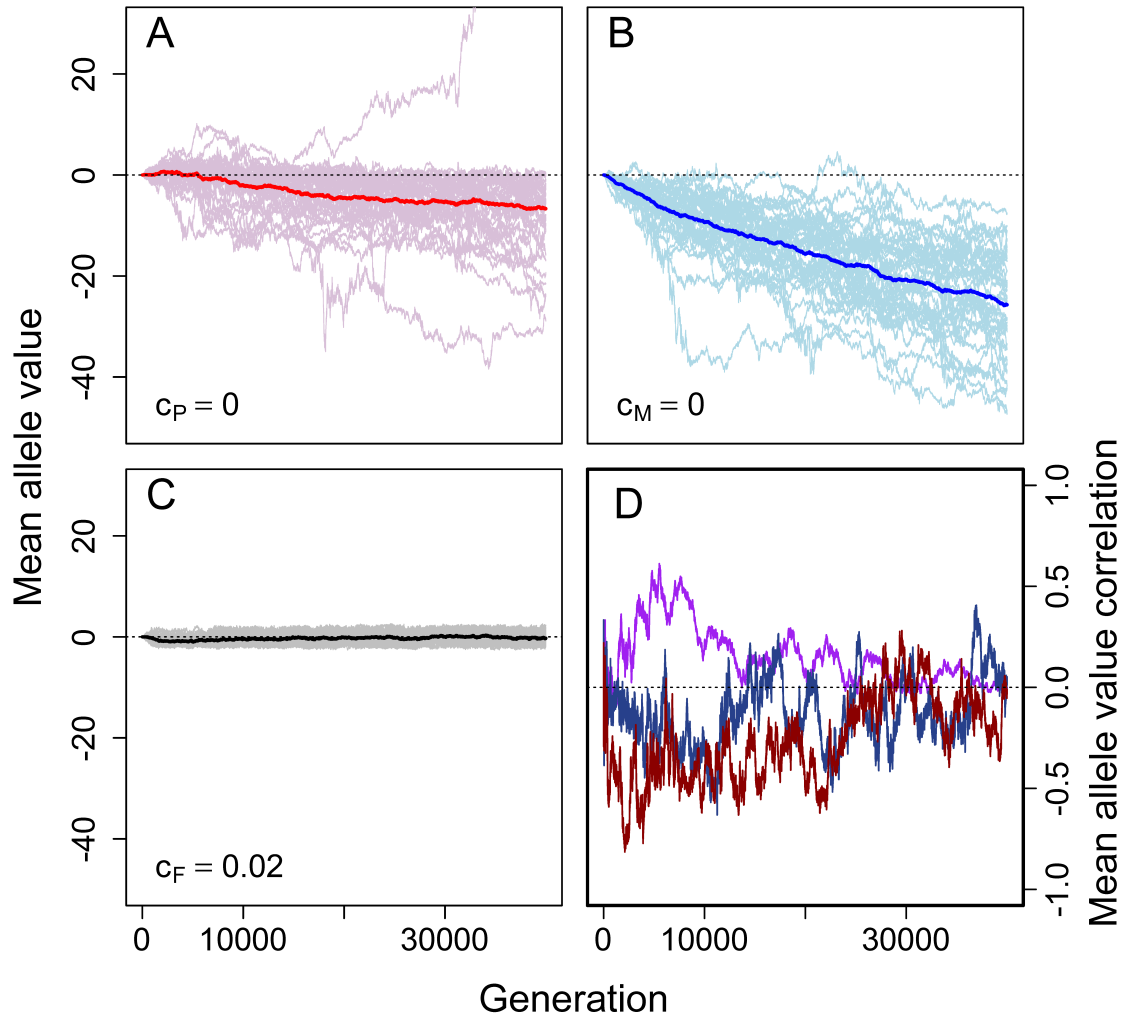 A
B
20
0
-20
-40
cP = 0
cM = 0
Mean allele value
C
D
20
0
-20
-40
cF = 0.02
1.0
0.5
0.0
-0.5
-1.0
Mean allele value correlation
0
10000
30000
0
10000
30000
Generation